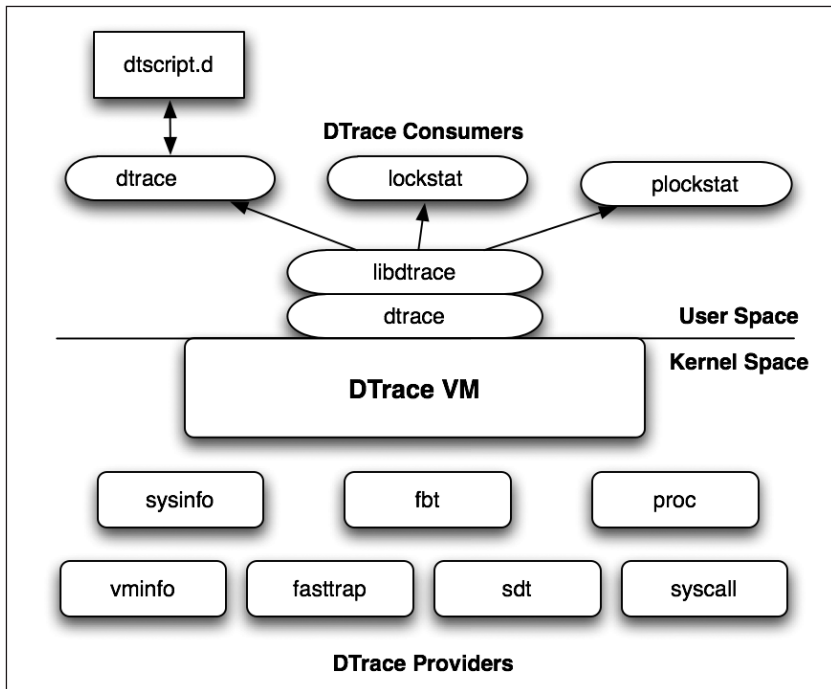 dtscript.d
DTrace Consumers
dtrace
lockstat
plockstat
libdtrace
dtrace
User Space
Kernel Space
DTrace VM
sysinfo
fbt
proc
vminfo
fasttrap
sdt
syscall
DTrace Providers